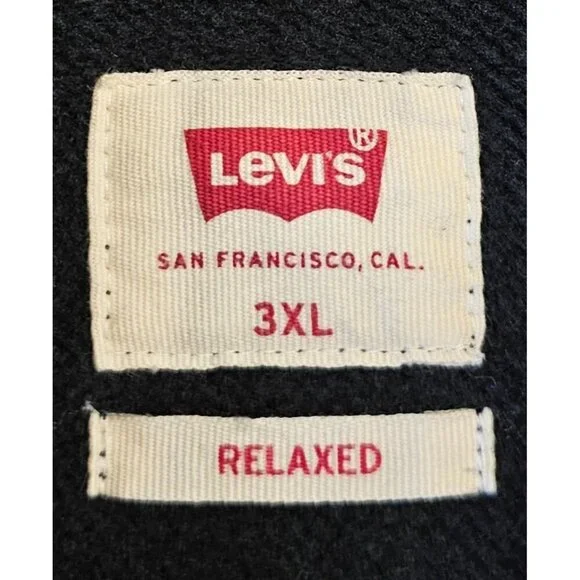 Levi's®
SAN FRANCISCO, CAL.
3XL
RELAXED